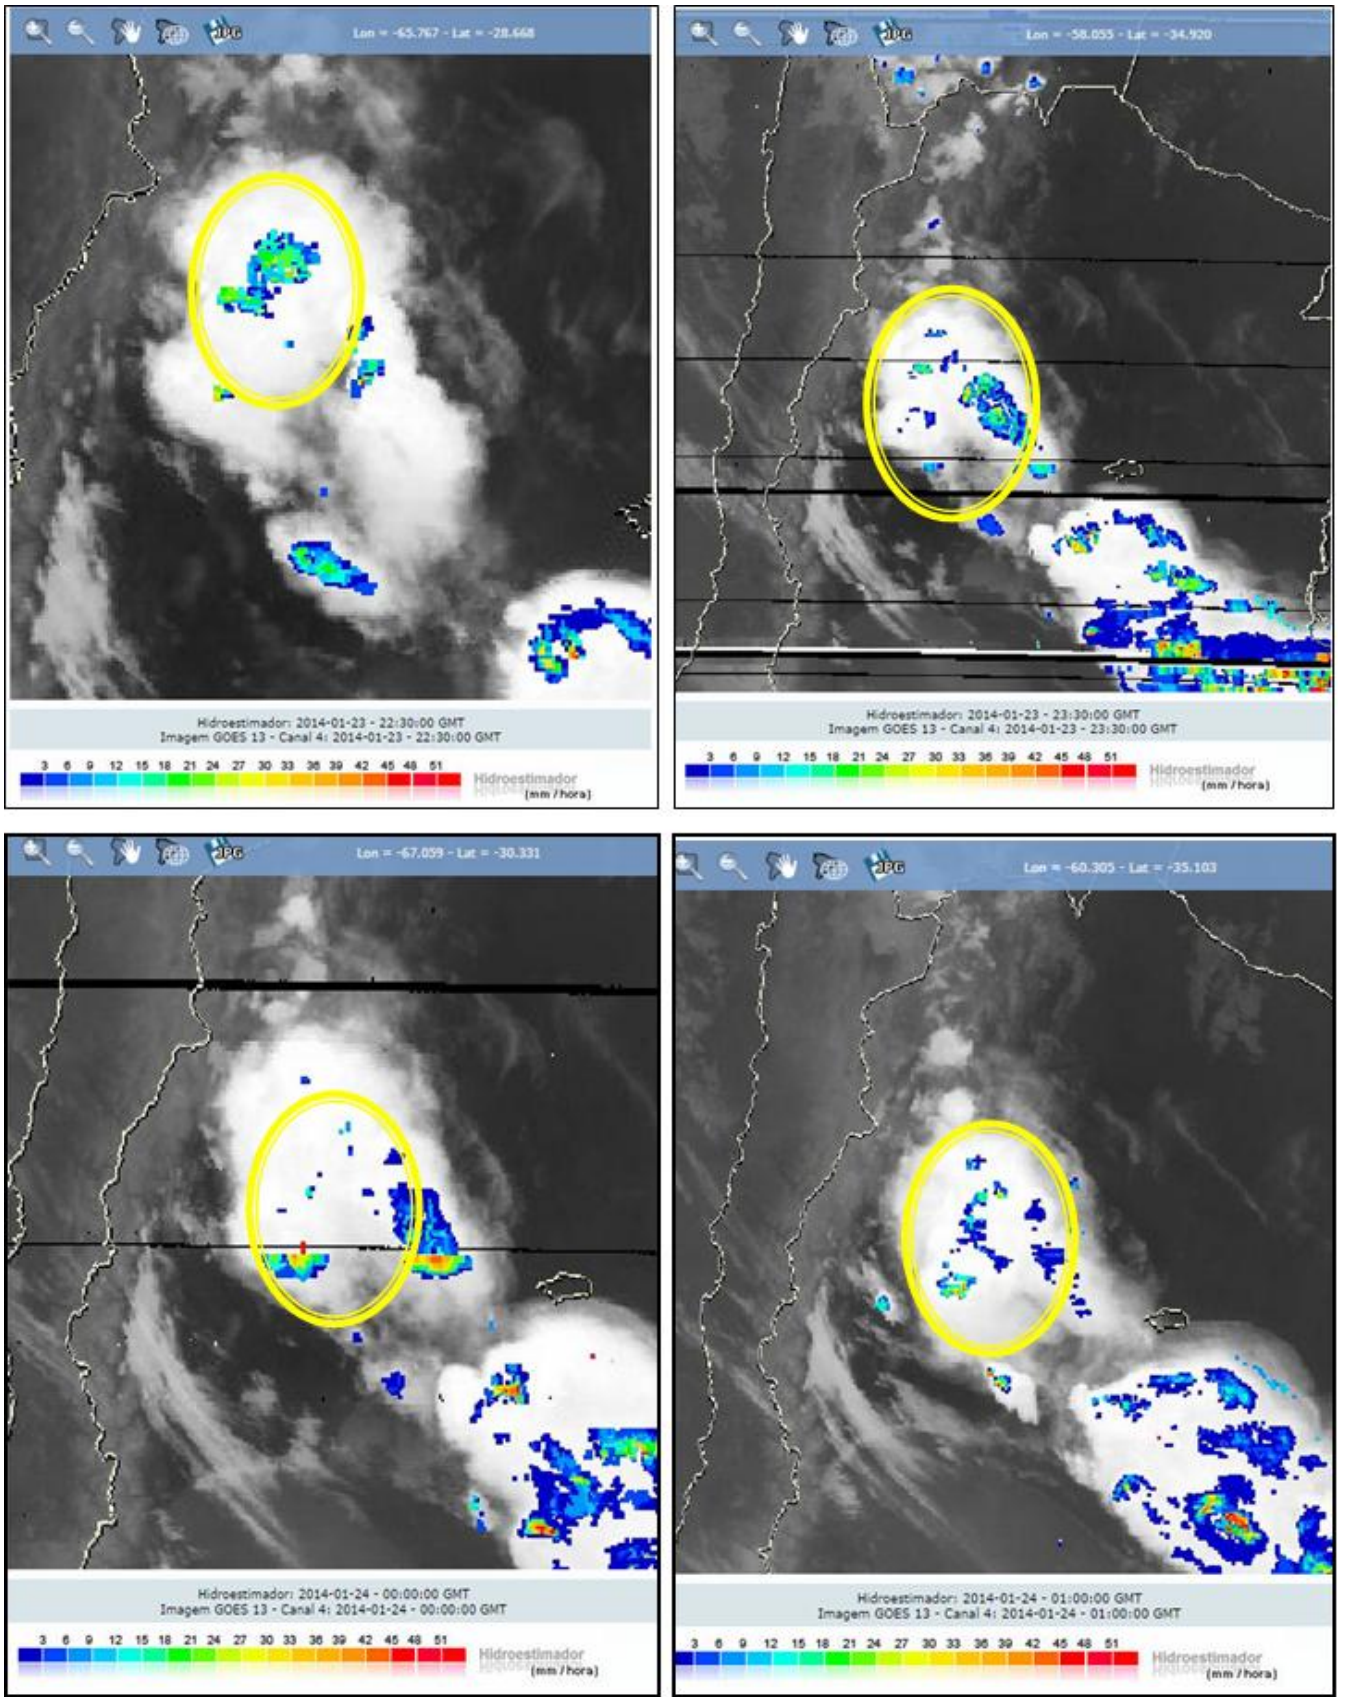 JPG
Lon = -65.767 - Lat = -28.668
Hidroestimador: 2014-01-23 - 22:30:00 GMT
Imagem GOES 13 - Canal 4: 2014-01-23 - 22:30:00 GMT
3 6 9 12 15 18 21 24 27 30 33 36 39 42 45 48 51
Hidroestimador
(mm /hora)
JPG
Lon = -58.055 - Lat = -34.920
Hidroestimador: 2014-01-23 - 23:30:00 GMT
Imagem GOES 13 - Canal 4: 2014-01-23 - 23:30:00 GMT
3 6 9 12 15 18 21 24 27 30 33 36 39 42 45 48 51
Hidroestimador
(mm /hora)
JPG
Lon = -67.059 - Lat = -30.331
Hidroestimador: 2014-01-24 - 00:00:00 GMT
Imagem GOES 13 - Canal 4: 2014-01-24 - 00:00:00 GMT
3 6 9 12 15 18 21 24 27 30 33 36 39 42 45 48 51
Hidroestimador
(mm /hora)
JPG
Lon = -60.305 - Lat = -35.103
Hidroestimador: 2014-01-24 - 01:00:00 GMT
Imagem GOES 13 - Canal 4: 2014-01-24 - 01:00:00 GMT
3 6 9 12 15 18 21 24 27 30 33 36 39 42 45 48 51
Hidroestimador
(mm /hora)